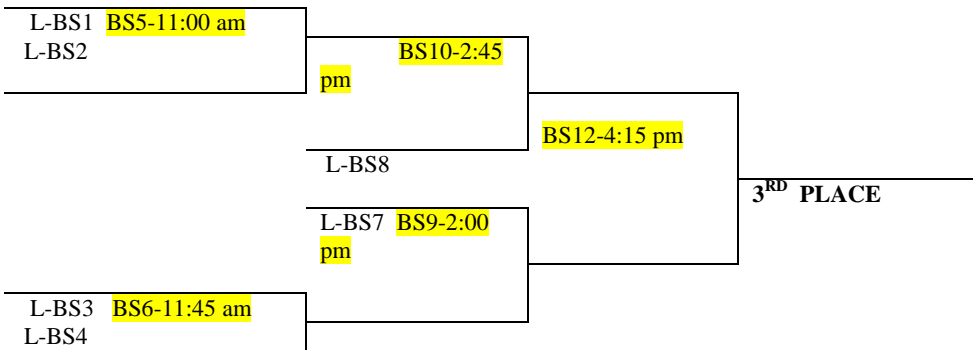 L-BS1 BS5-11:00 am
L-BS2
BS10-2:45
pm
BS12-4:15 pm
L-BS8
3RD PLACE
L-BS7 BS9-2:00
pm
L-BS3 BS6-11:45 am
L-BS4